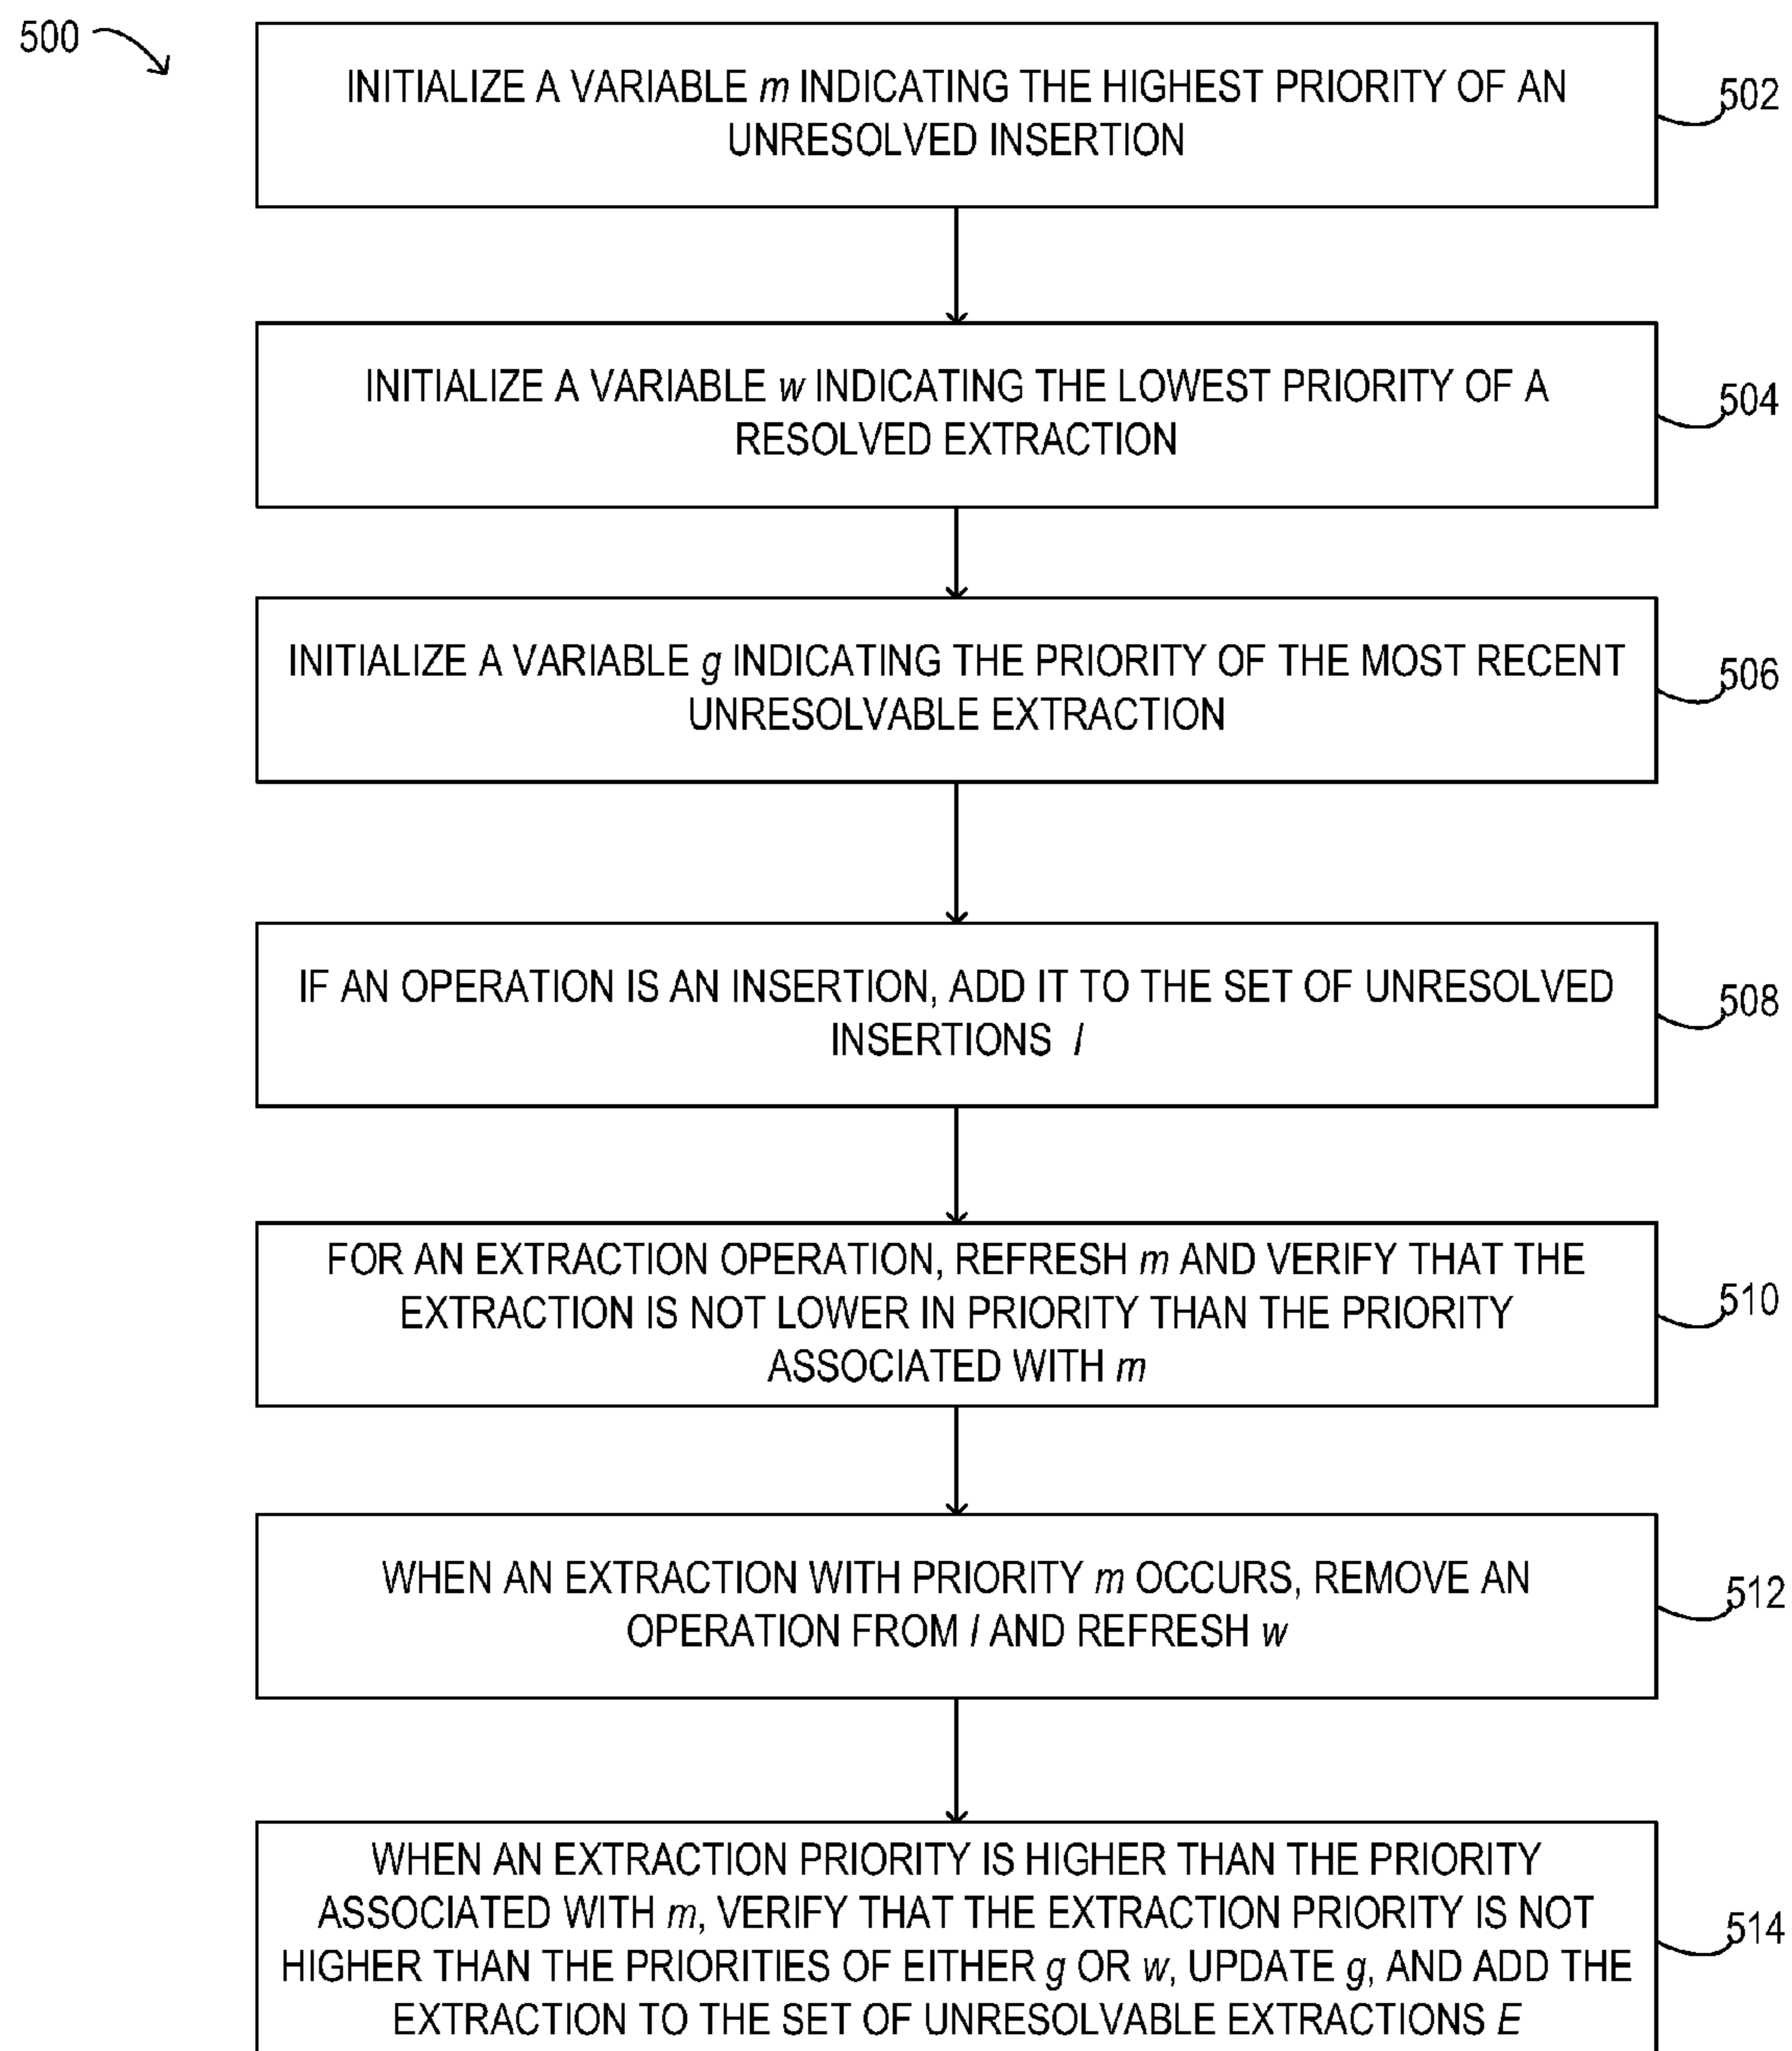 500
INITIALIZE A VARIABLE m INDICATING THE HIGHEST PRIORITY OF AN
UNRESOLVED INSERTION
502
INITIALIZE A VARIABLE w INDICATING THE LOWEST PRIORITY OF A
RESOLVED EXTRACTION
504
INITIALIZE A VARIABLE g INDICATING THE PRIORITY OF THE MOST RECENT
UNRESOLVABLE EXTRACTION
506
IF AN OPERATION IS AN INSERTION, ADD IT TO THE SET OF UNRESOLVED
INSERTIONS I
508
FOR AN EXTRACTION OPERATION, REFRESH m AND VERIFY THAT THE
EXTRACTION IS NOT LOWER IN PRIORITY THAN THE PRIORITY
ASSOCIATED WITH m
510
WHEN AN EXTRACTION WITH PRIORITY m OCCURS, REMOVE AN
OPERATION FROM I AND REFRESH w
512
WHEN AN EXTRACTION PRIORITY IS HIGHER THAN THE PRIORITY
ASSOCIATED WITH m, VERIFY THAT THE EXTRACTION PRIORITY IS NOT
HIGHER THAN THE PRIORITIES OF EITHER g OR w, UPDATE g, AND ADD THE
EXTRACTION TO THE SET OF UNRESOLVABLE EXTRACTIONS E
514